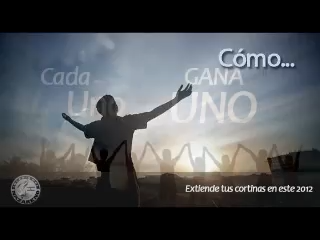 Cómo...
Cada GANA
Uno UNO
Extiende tus cortinas en este 2012